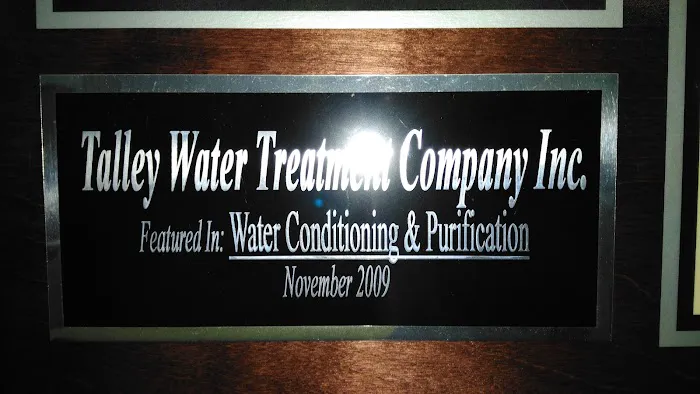 Talley Water Treatment Company Inc.
Featured In: Water Conditioning & Purification
November 2009